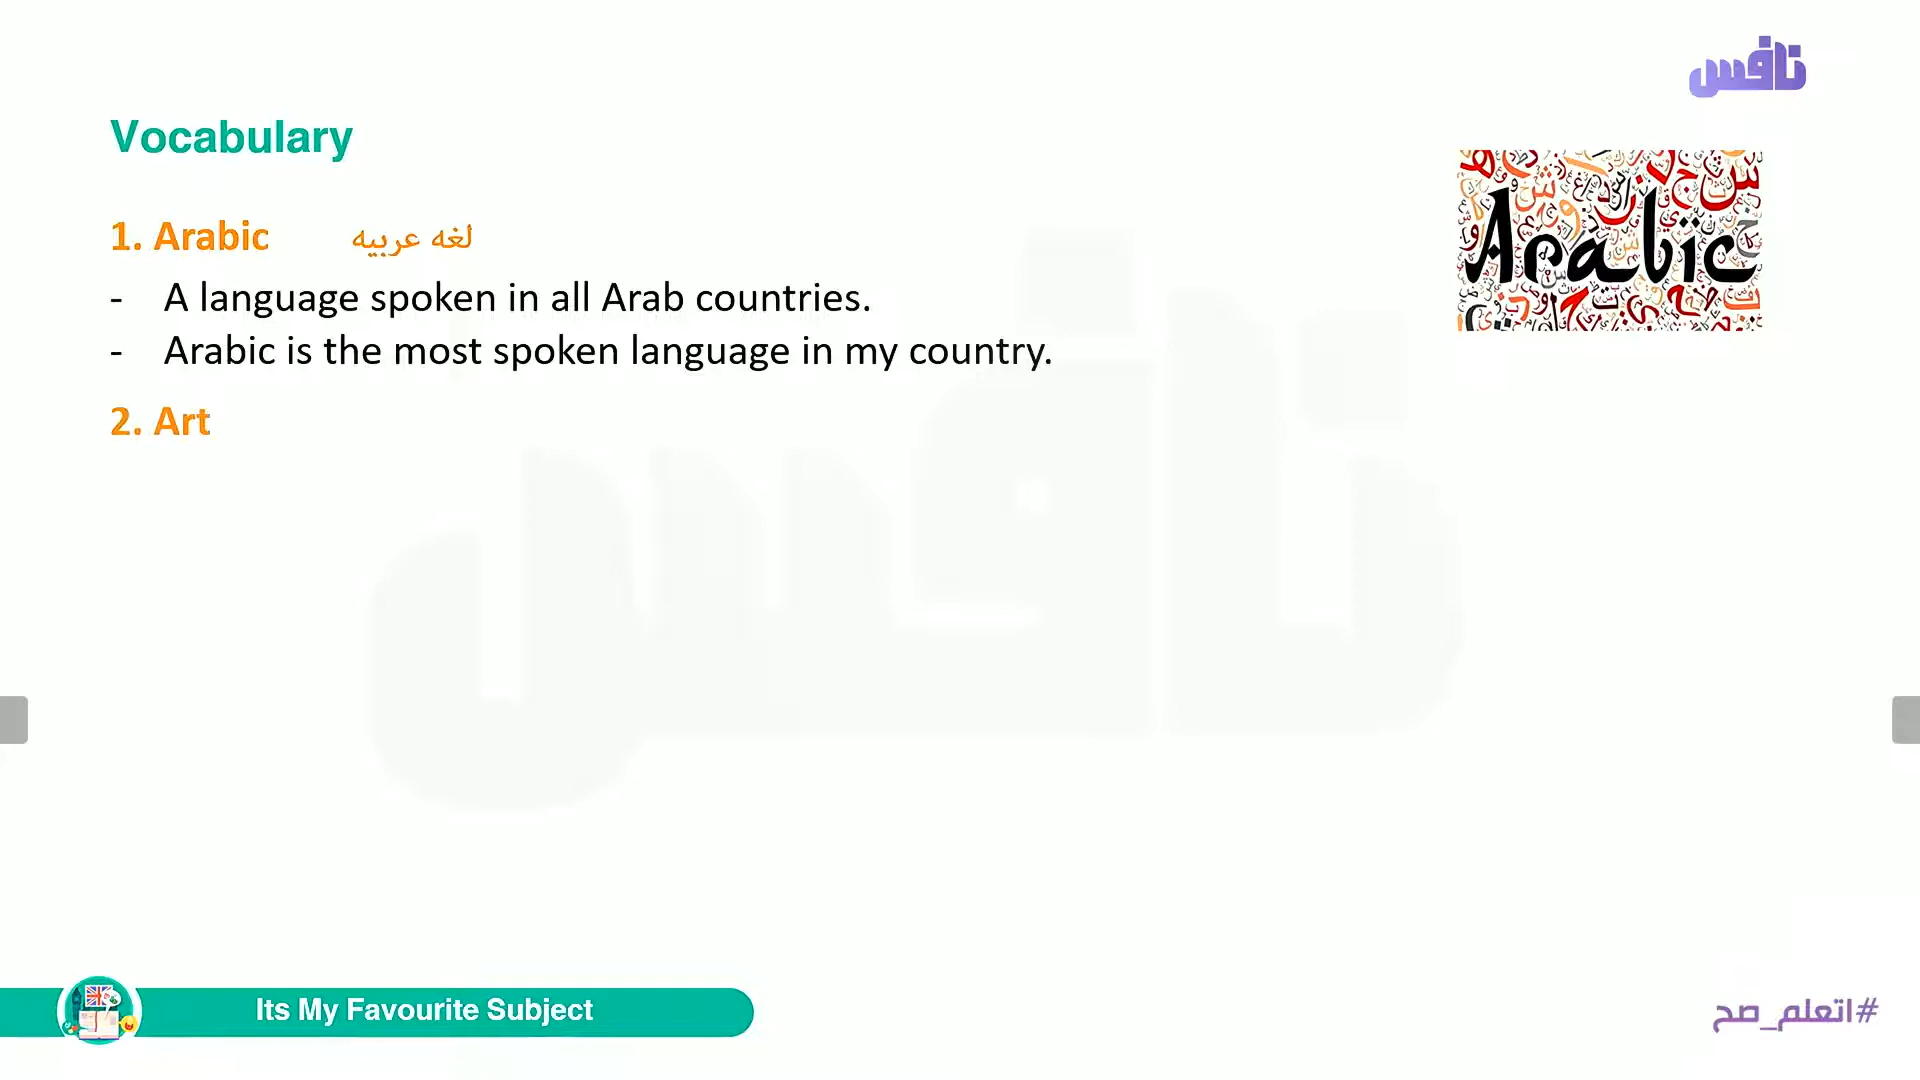 نافس
Vocabulary
1. Arabic لغه عربيه
- A language spoken in all Arab countries.
- Arabic is the most spoken language in my country.
Arabic
2. Art
نافس
Its My Favourite Subject
#اتعلم_صح